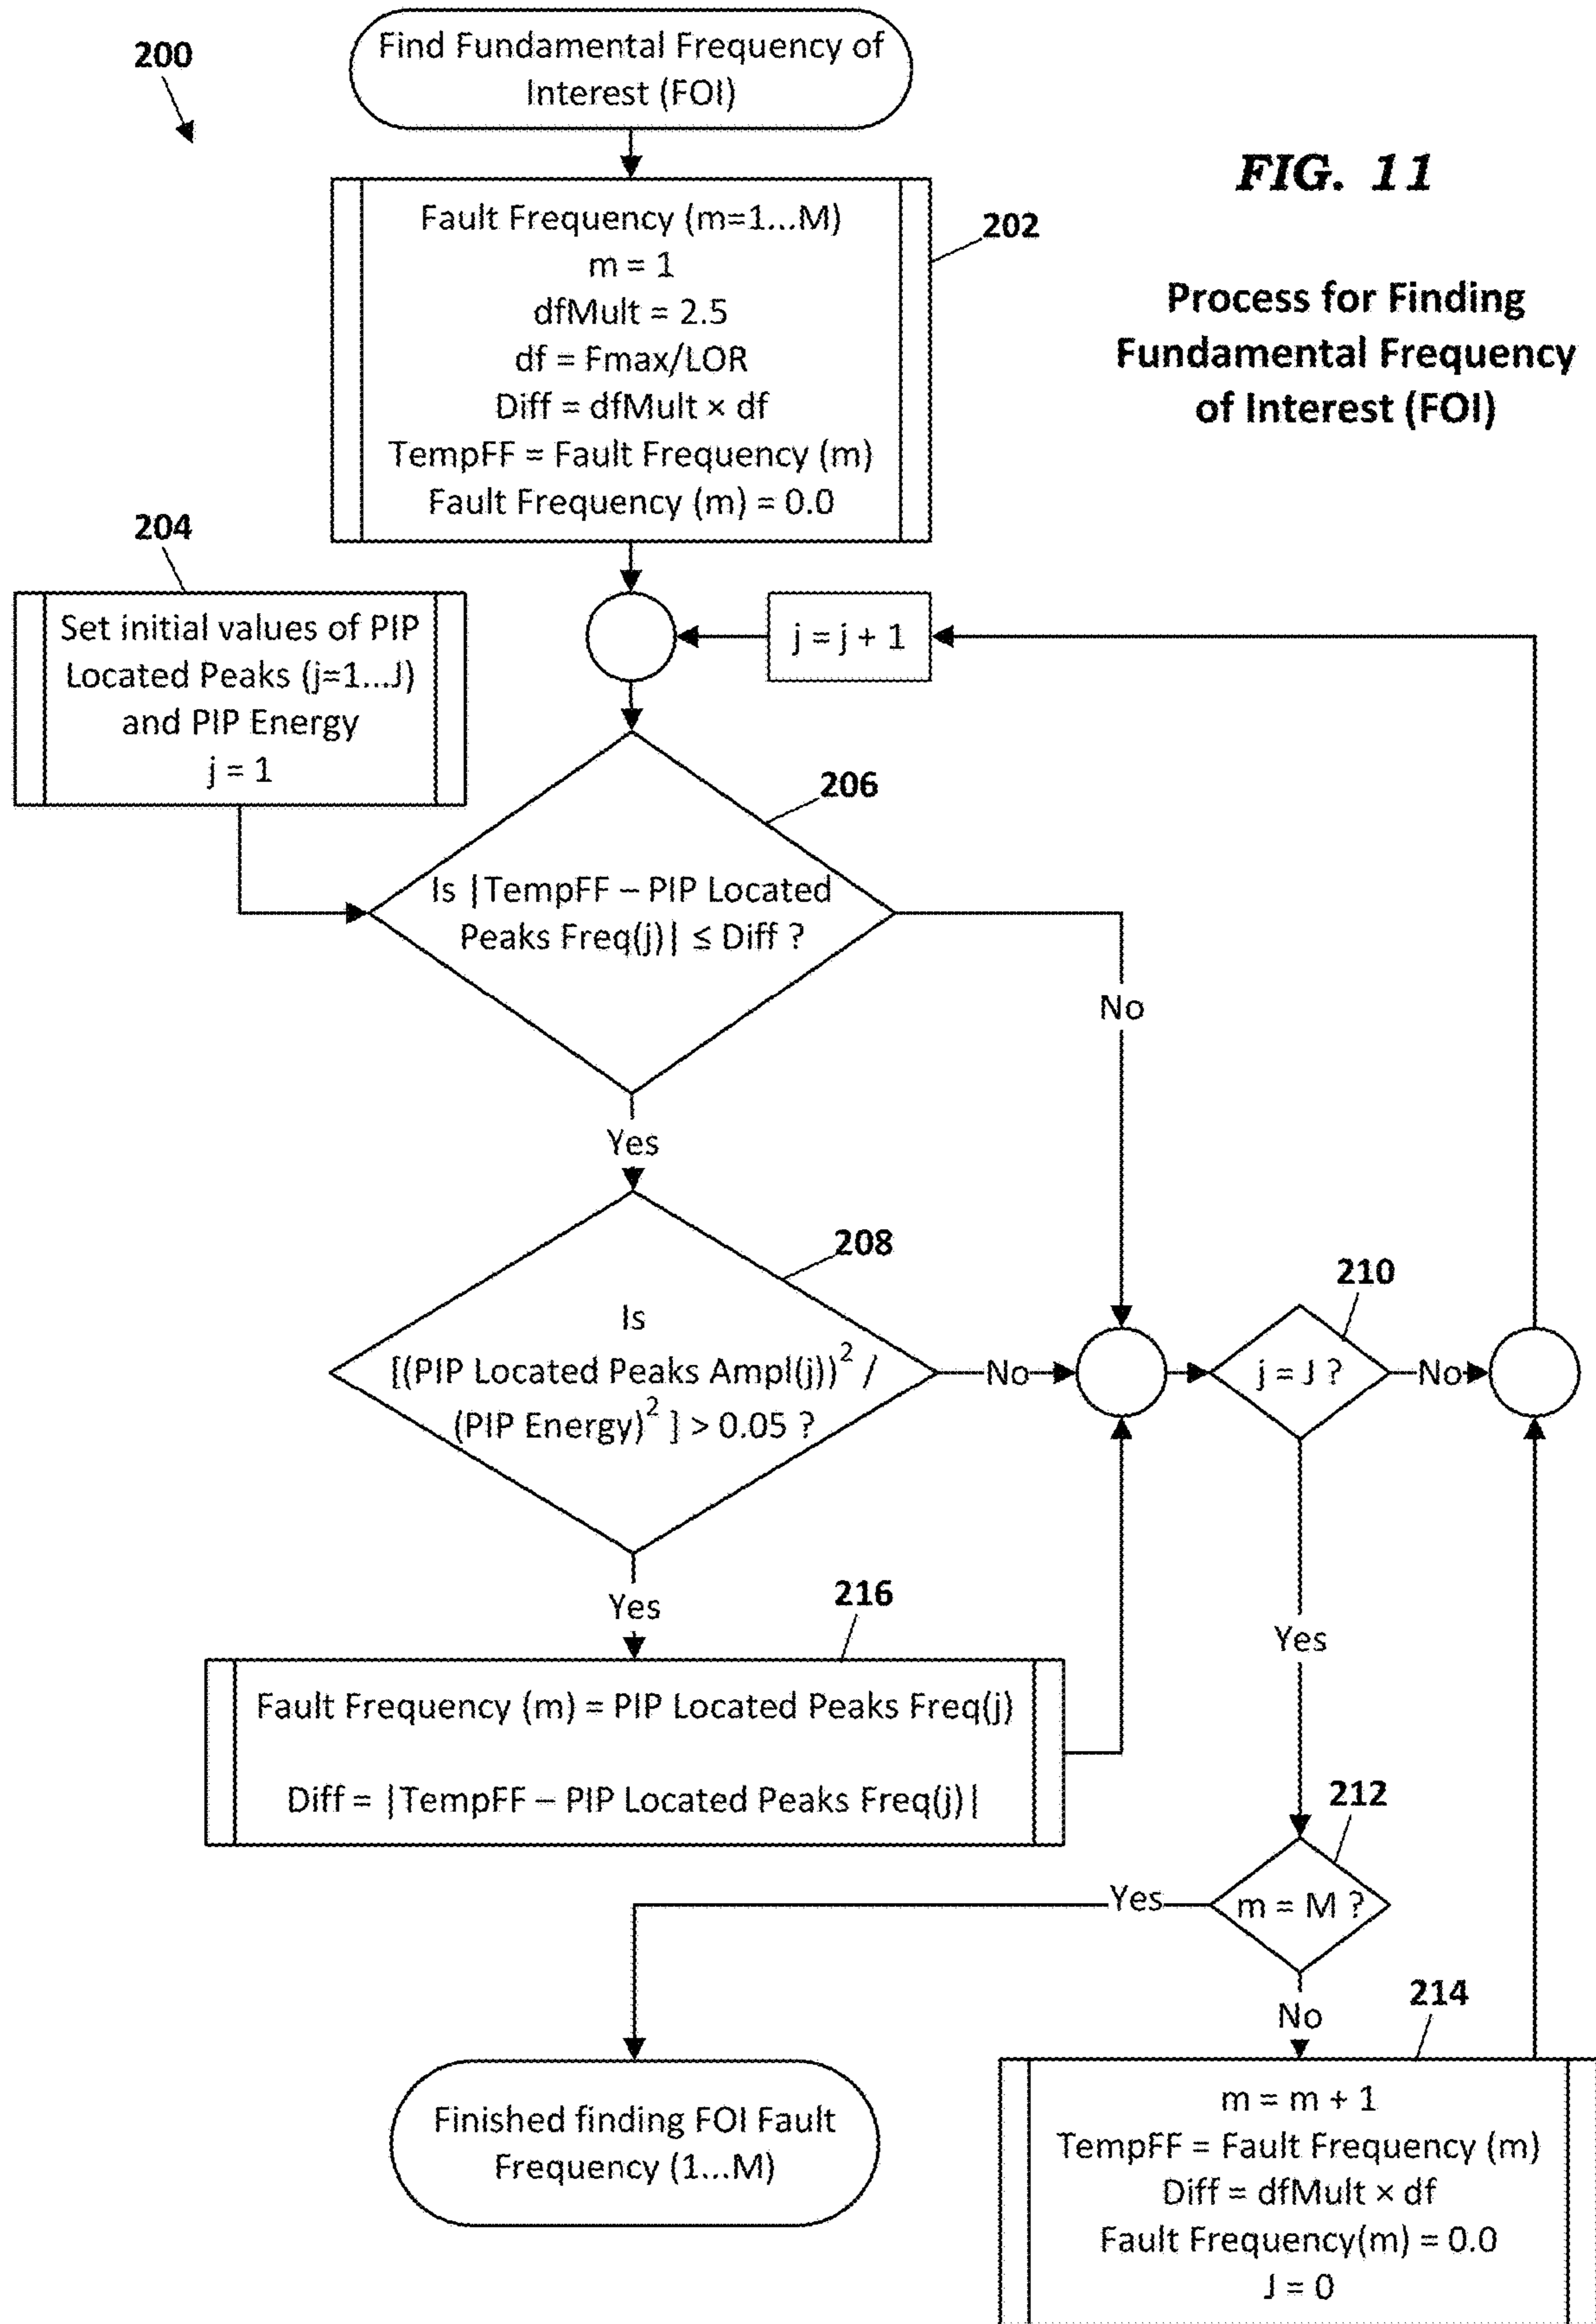 200
Find Fundamental Frequency of
Interest (FOI)
FIG. 11
Process for Finding
Fundamental Frequency
of Interest (FOI)
202
Fault Frequency (m=1...M)
m = 1
dfMult = 2.5
df = Fmax/LOR
Diff = dfMult × df
TempFF = Fault Frequency (m)
Fault Frequency (m) = 0.0
204
Set initial values of PIP
Located Peaks (j=1...J)
and PIP Energy
j = 1
j = j + 1
206
Is |TempFF – PIP Located
Peaks Freq(j)| ≤ Diff ?
No
Yes
208
Is
[(PIP Located Peaks Ampl(j))² /
(PIP Energy)² ] > 0.05 ?
No
210
j = J ?
No
Yes
Yes
216
Fault Frequency (m) = PIP Located Peaks Freq(j)
Diff = |TempFF – PIP Located Peaks Freq(j)|
212
m = M ?
Yes
No
214
m = m + 1
TempFF = Fault Frequency (m)
Diff = dfMult × df
Fault Frequency(m) = 0.0
J = 0
Finished finding FOI Fault
Frequency (1...M)